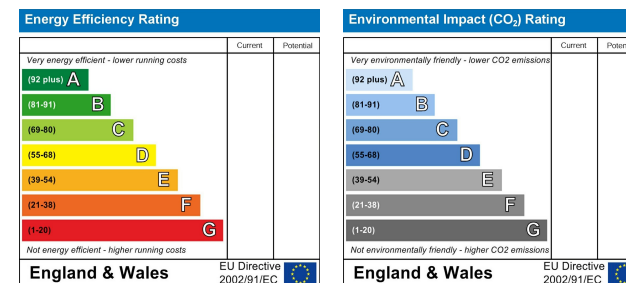 Energy Efficiency Rating
Current Potential
Very energy efficient - lower running costs
(92 plus) A
(81-91) B
(69-80) C
(55-68) D
(39-54) E
(21-38) F
(1-20) G
Not energy efficient - higher running costs
England & Wales
EU Directive
2002/91/EC
Environmental Impact (CO₂) Rating
Current Poten
Very environmentally friendly - lower CO2 emissions
(92 plus) A
(81-91) B
(69-80) C
(55-68) D
(39-54) E
(21-38) F
(1-20) G
Not environmentally friendly - higher CO2 emissions
England & Wales
EU Directive
2002/91/EC